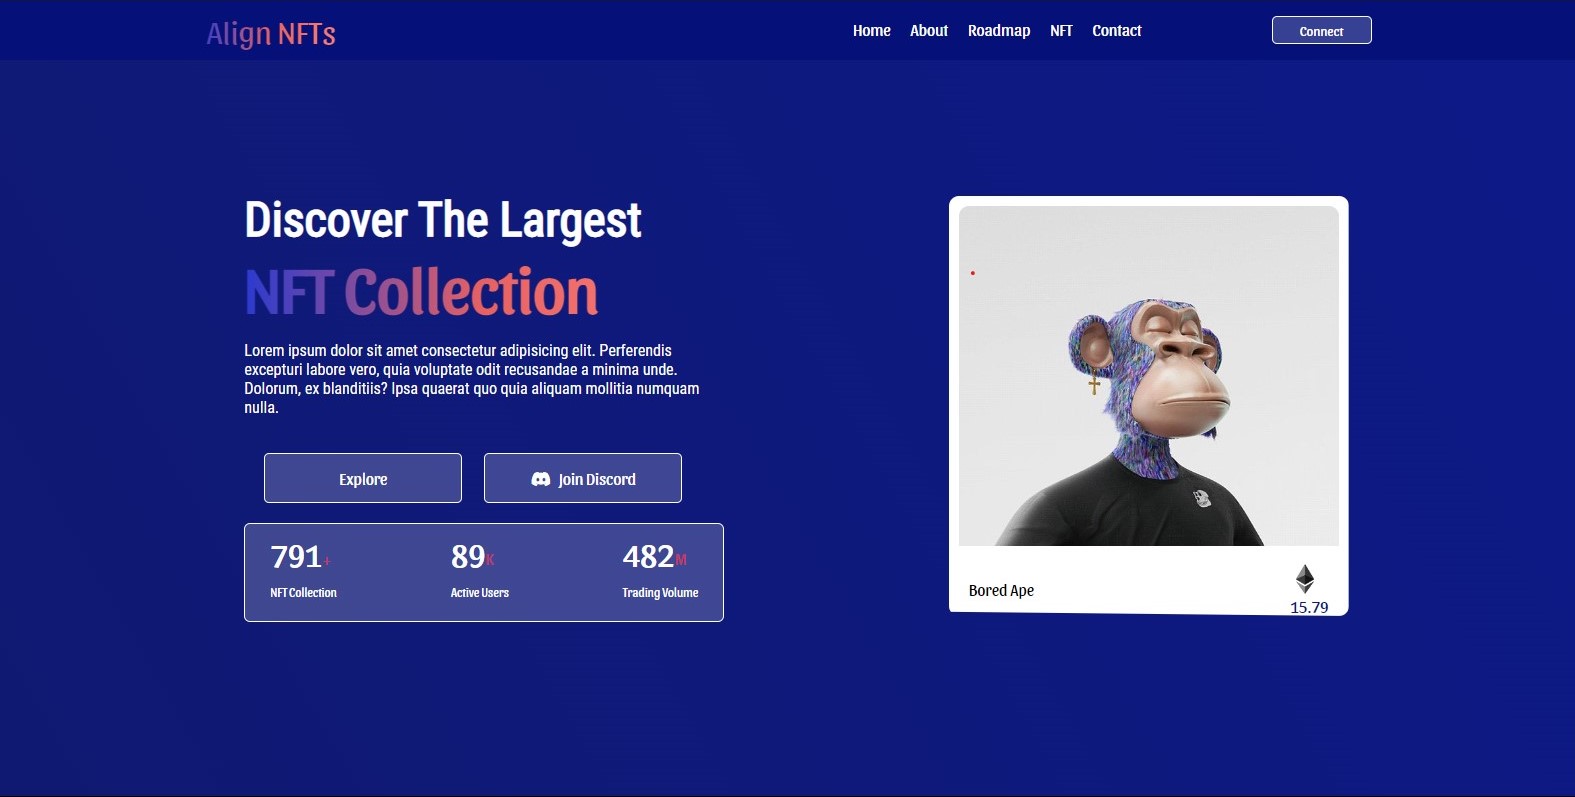 Align NFTs
Home About Roadmap NFT Contact
Connect
Discover The Largest
NFT Collection
Lorem ipsum dolor sit amet consectetur adipisicing elit. Perferendis
excepturi labore vero, quia voluptate odit recusandae a minima unde.
Dolorum, ex blanditiis? Ipsa quaerat quo quia aliquam mollitia numquam
nulla.
Explore
Join Discord
791+
NFT Collection
89K
Active Users
482M
Trading Volume
Bored Ape
15.79